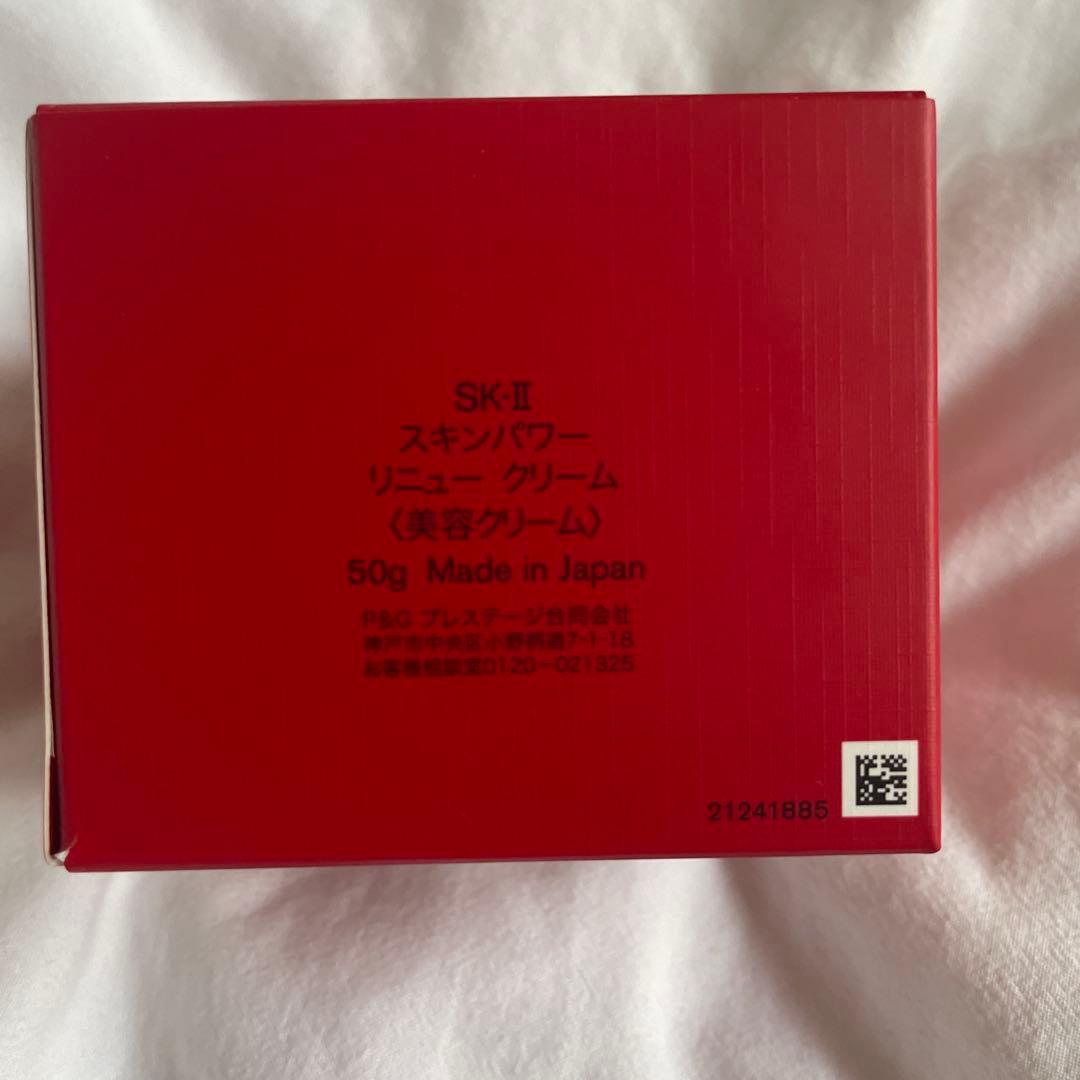 SK-II
スキンパワー
リニュー クリーム
〈美容クリーム〉
50g Made in Japan
P&G プレステージ合同会社
神戸市中央区小野柄通7-1-18
お客様相談室0120-021325
21241885